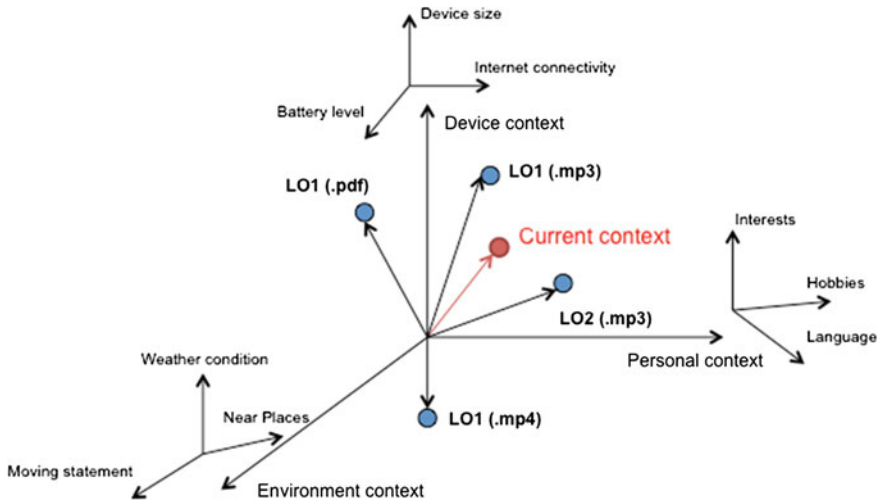 Device size
Internet connectivity
Battery level
Device context
LO1 (.mp3)
LO1 (.pdf)
Current context
Interests
Hobbies
LO2 (.mp3)
Language
Personal context
Weather condition
Near Places
LO1 (.mp4)
Moving statement
Environment context